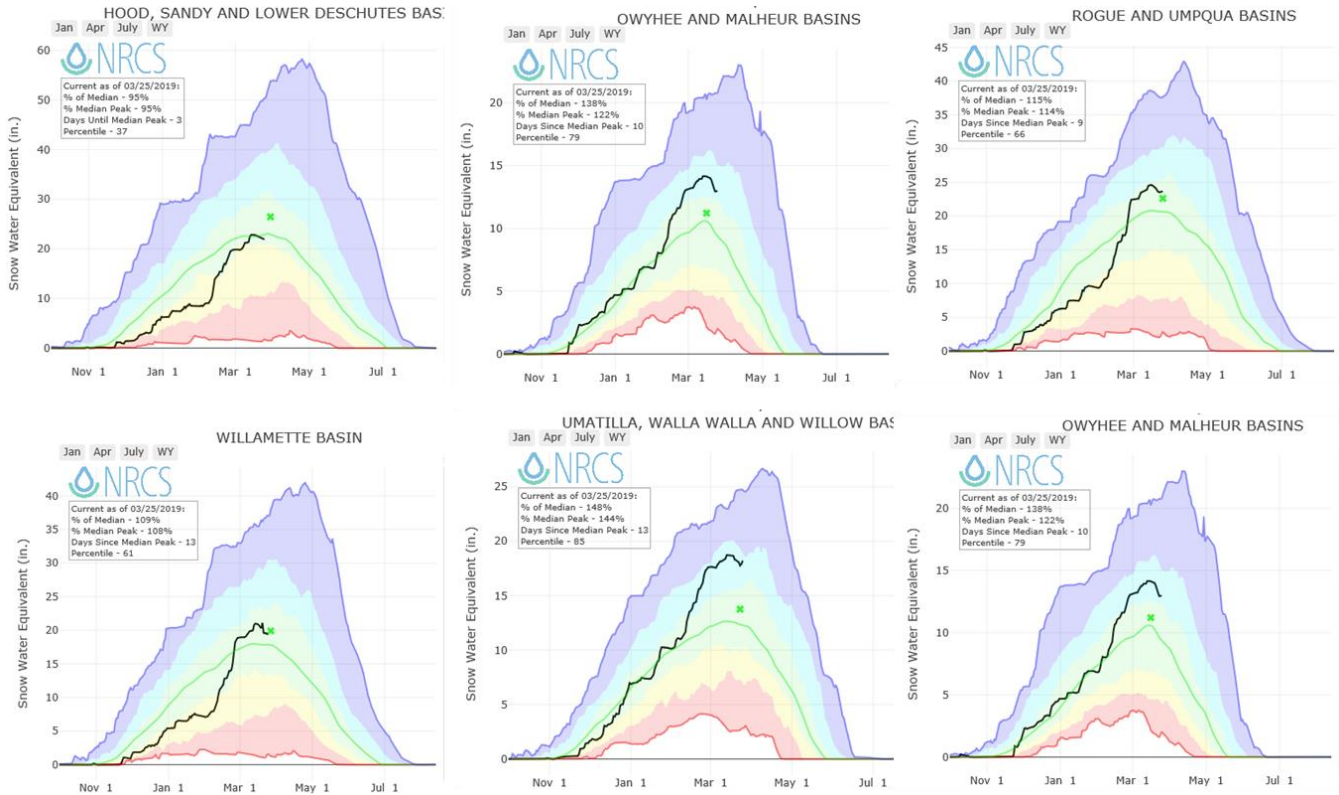 HOOD, SANDY AND LOWER DESCHUTES BAS
Jan Apr July WY
NRCS
Current as of 03/25/2019:
% of Median - 95%
% Median Peak - 95%
Days Until Median Peak - 3
Percentile - 37
Snow Water Equivalent (in.)
60
50
40
30
20
10
0
Nov 1 Jan 1 Mar 1 May 1 Jul 1
OWYHEE AND MALHEUR BASINS
Jan Apr July WY
NRCS
Current as of 03/25/2019:
% of Median - 138%
% Median Peak - 122%
Days Since Median Peak - 10
Percentile - 79
Snow Water Equivalent (in.)
20
15
10
5
0
Nov 1 Jan 1 Mar 1 May 1 Jul 1
ROGUE AND UMPQUA BASINS
Jan Apr July WY
NRCS
Current as of 03/25/2019:
% of Median - 115%
% Median Peak - 114%
Days Since Median Peak - 9
Percentile - 66
Snow Water Equivalent (in.)
45
40
35
30
25
20
15
10
5
0
Nov 1 Jan 1 Mar 1 May 1 Jul 1
WILLAMETTE BASIN
Jan Apr July WY
NRCS
Current as of 03/25/2019:
% of Median - 109%
% Median Peak - 108%
Days Since Median Peak - 13
Percentile - 61
Snow Water Equivalent (in.)
40
35
30
25
20
15
10
5
0
Nov 1 Jan 1 Mar 1 May 1 Jul 1
UMATILLA, WALLA WALLA AND WILLOW BAS
Jan Apr July WY
NRCS
Current as of 03/25/2019:
% of Median - 148%
% Median Peak - 144%
Days Since Median Peak - 13
Percentile - 85
Snow Water Equivalent (in.)
25
20
15
10
5
0
Nov 1 Jan 1 Mar 1 May 1 Jul 1
OWYHEE AND MALHEUR BASINS
Jan Apr July WY
NRCS
Current as of 03/25/2019:
% of Median - 138%
% Median Peak - 122%
Days Since Median Peak - 10
Percentile - 79
Snow Water Equivalent (in.)
20
15
10
5
0
Nov 1 Jan 1 Mar 1 May 1 Jul 1